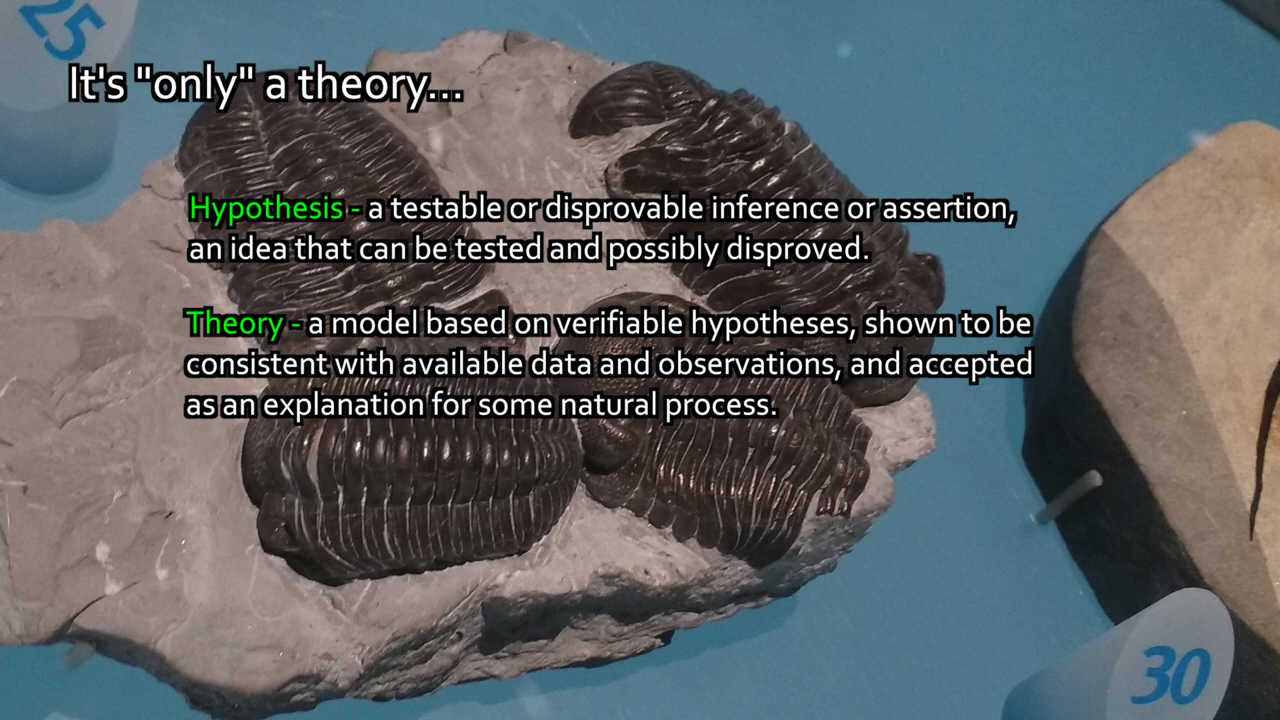 25
It's "only" a theory...
Hypothesis - a testable or disprovable inference or assertion,
an idea that can be tested and possibly disproved.
Theory - a model based on verifiable hypotheses, shown to be
consistent with available data and observations, and accepted
as an explanation for some natural process.
30